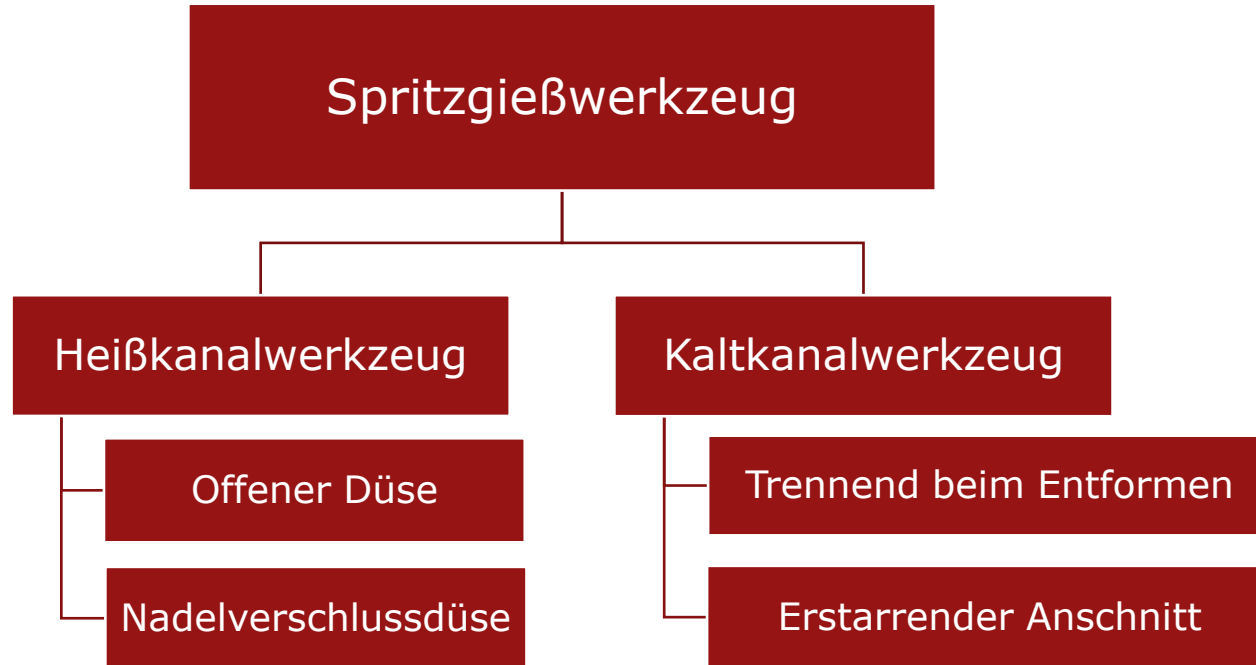 Spritzgießwerkzeug
Heißkanalwerkzeug
Offener Düse
Nadelverschlussdüse
Kaltkanalwerkzeug
Trennend beim Entformen
Erstarrender Anschnitt